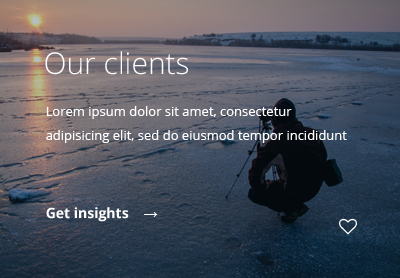 Our clients
Lorem ipsum dolor sit amet, consectetur
adipisicing elit, sed do eiusmod tempor incididunt
Get insights →